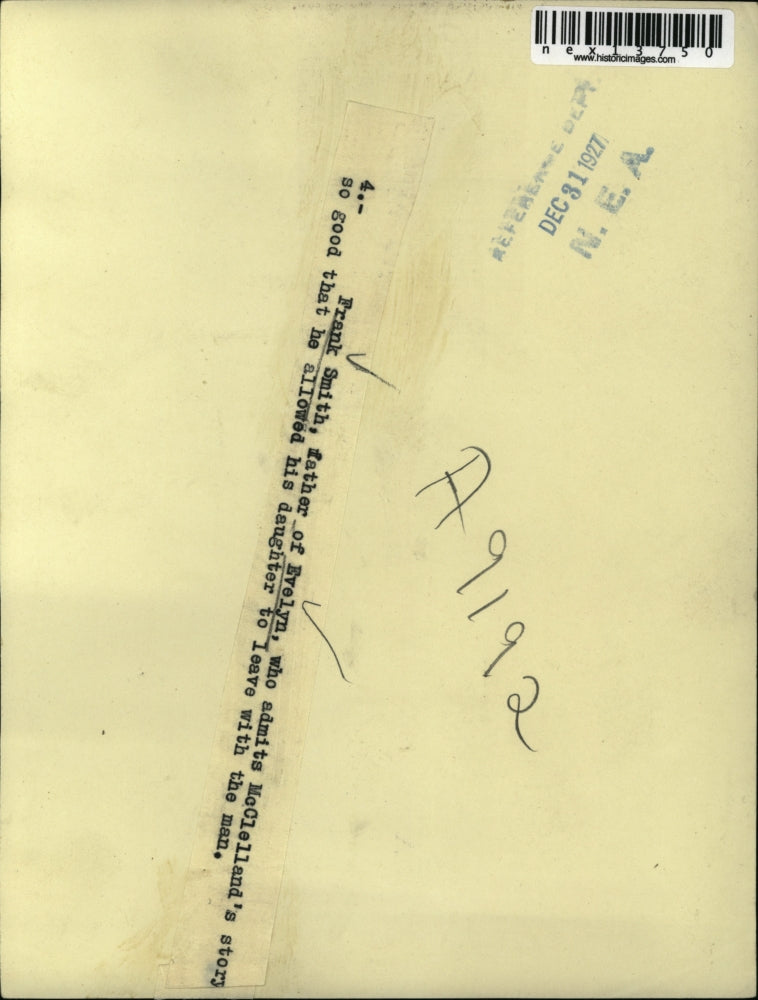 nex13750
www.historicimages.com
REFERENCE DEPT.
DEC 31 1927
N. E. A.
4.- Frank Smith, father of Evelyn, who admits McClelland's story
so good that he allowed his daughter to leave with the man.
A9192